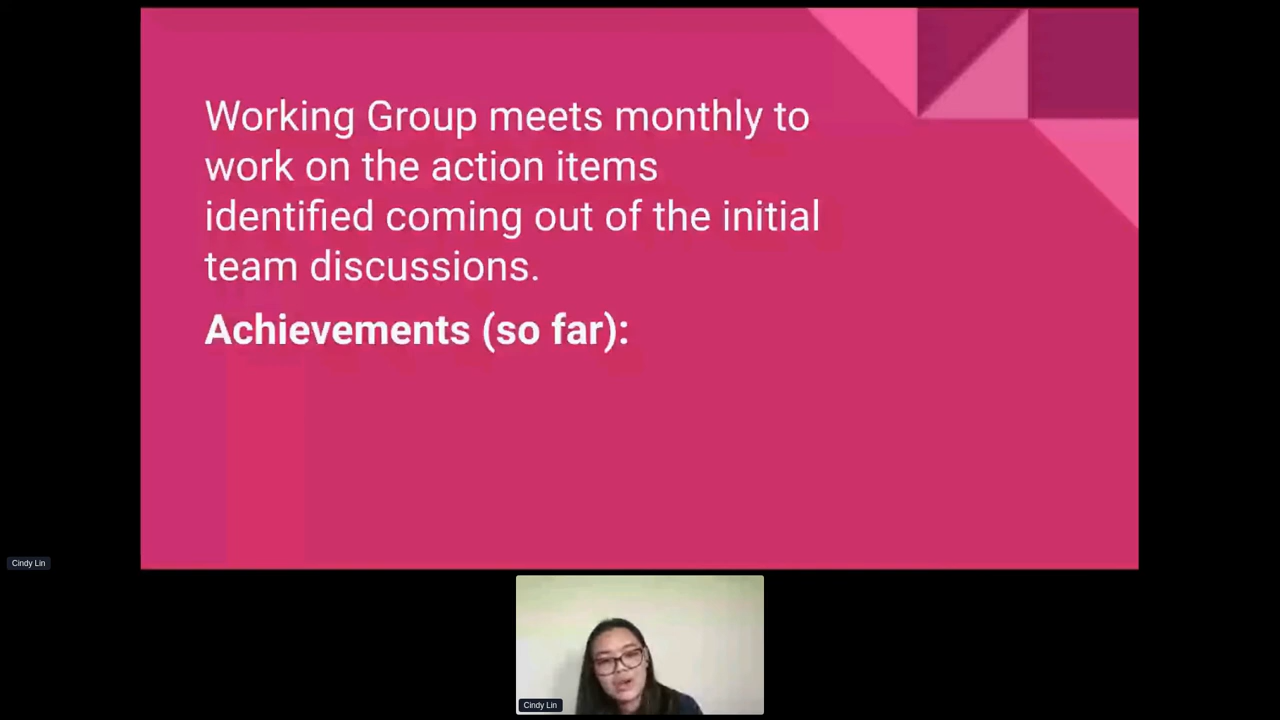 Working Group meets monthly to
work on the action items
identified coming out of the initial
team discussions.
Achievements (so far):
Cindy Lin
Cindy Lin